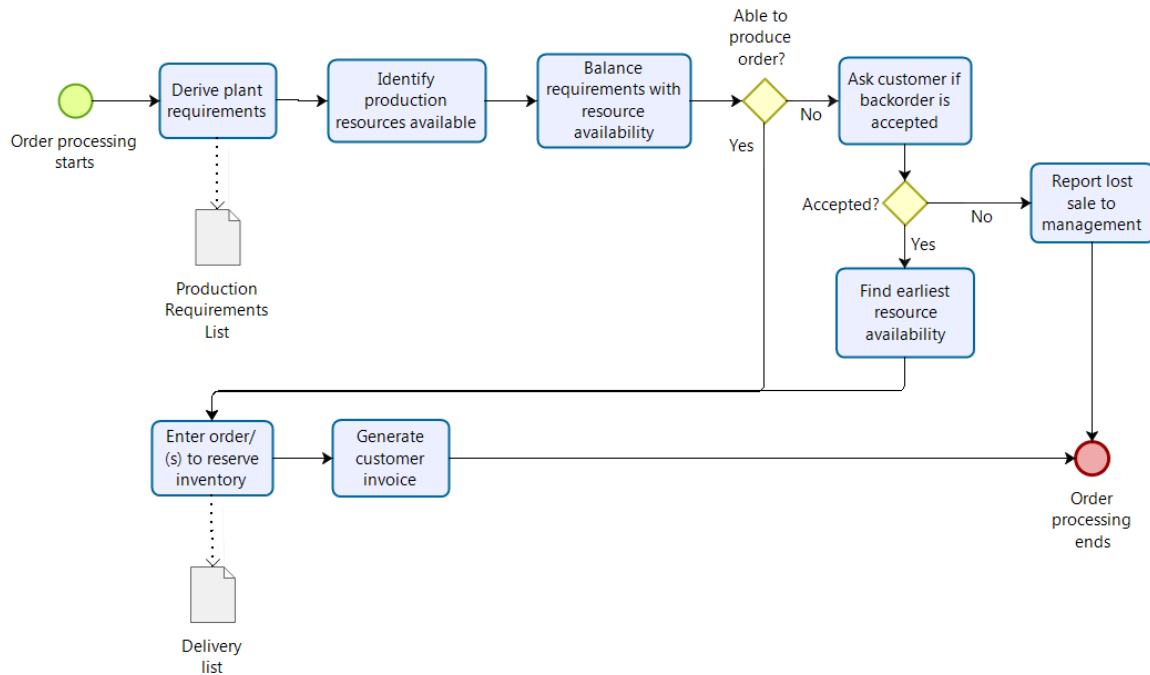 Order processing
starts
Derive plant
requirements
Production
Requirements
List
Identify
production
resources available
Balance
requirements with
resource
availability
Able to
produce
order?
No
Yes
Ask customer if
backorder is
accepted
Accepted?
No
Yes
Report lost
sale to
management
Find earliest
resource
availability
Enter order/
(s) to reserve
inventory
Delivery
list
Generate
customer
invoice
Order
processing
ends